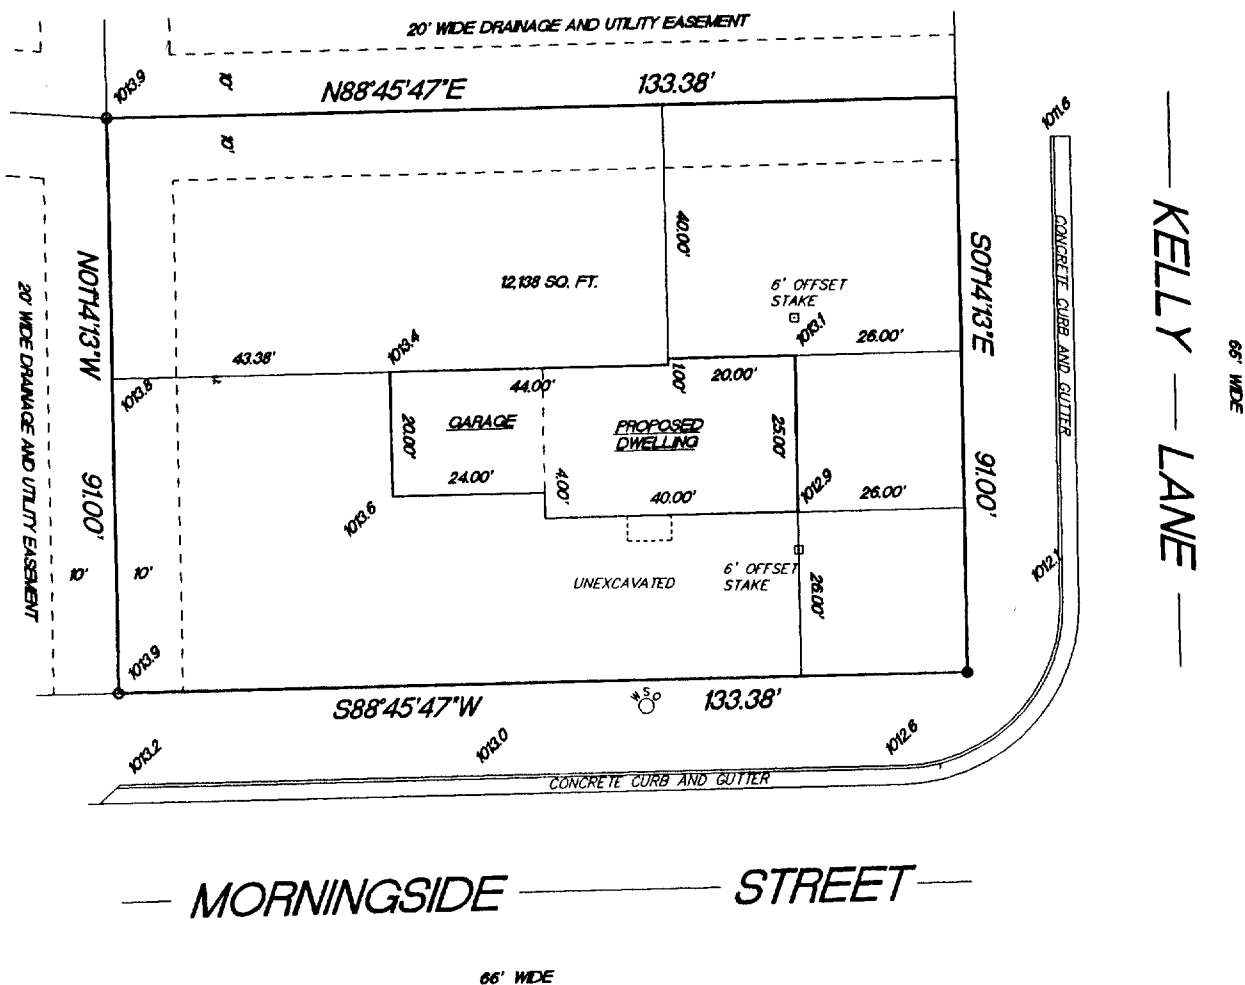 20' WIDE DRAINAGE AND UTILITY EASEMENT
1013.9
10'
N88°45'47"E
133.38'
1011.6
10'
40.00'
KELLY LANE
66' WIDE
CONCRETE CURB AND GUTTER
N01°14'13"W
S01°14'13"E
20' WIDE DRAINAGE AND UTILITY EASEMENT
12,138 SQ. FT.
6' OFFSET
STAKE
1013.1
26.00'
43.38'
1013.4
1013.8
44.00'
1.00'
20.00'
GARAGE
20.00'
PROPOSED
DWELLING
25.00'
24.00'
4.00'
40.00'
1012.9
26.00'
91.00'
91.00'
1013.6
10'
10'
UNEXCAVATED
6' OFFSET
STAKE
26.00'
1012.1
1013.9
S88°45'47"W
W S O
133.38'
1013.2
1013.0
1012.6
CONCRETE CURB AND GUTTER
MORNINGSIDE STREET
66' WIDE